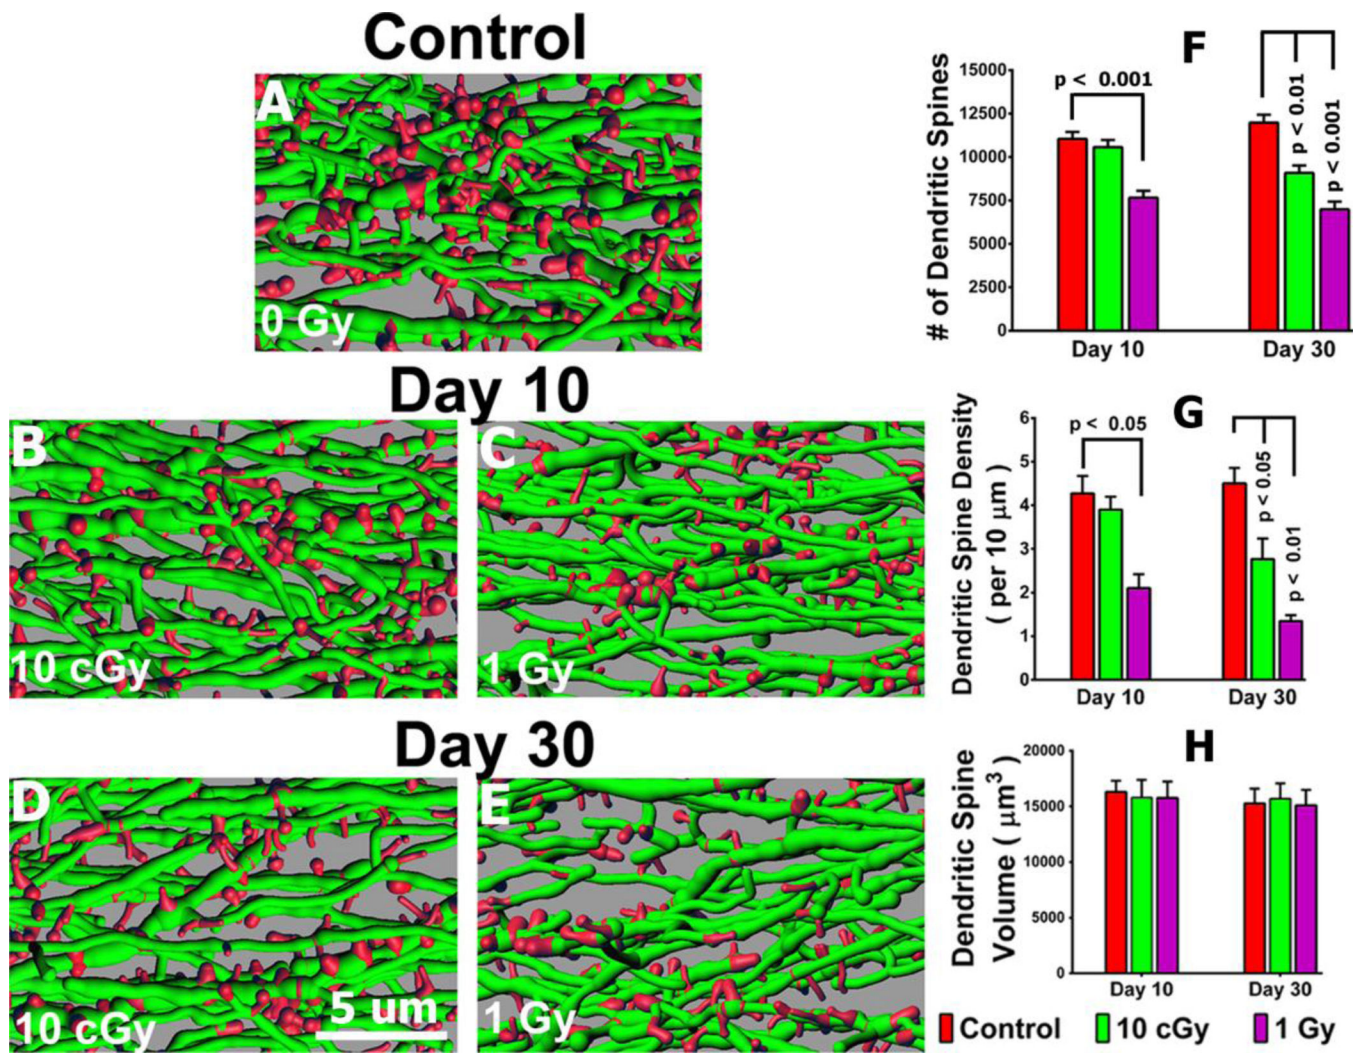 Control
A
0 Gy
Day 10
B
10 cGy
C
1 Gy
Day 30
D
10 cGy
5 um
E
1 Gy
F
# of Dendritic Spines
15000
12500
10000
7500
5000
2500
0
p < 0.001
p < 0.01
p < 0.001
Day 10
Day 30
G
Dendritic Spine Density
( per 10 μm )
6
5
4
3
2
1
0
p < 0.05
p < 0.05
p < 0.01
Day 10
Day 30
H
Dendritic Spine
Volume ( μm³ )
20000
15000
10000
5000
0
Day 10
Day 30
Control
10 cGy
1 Gy